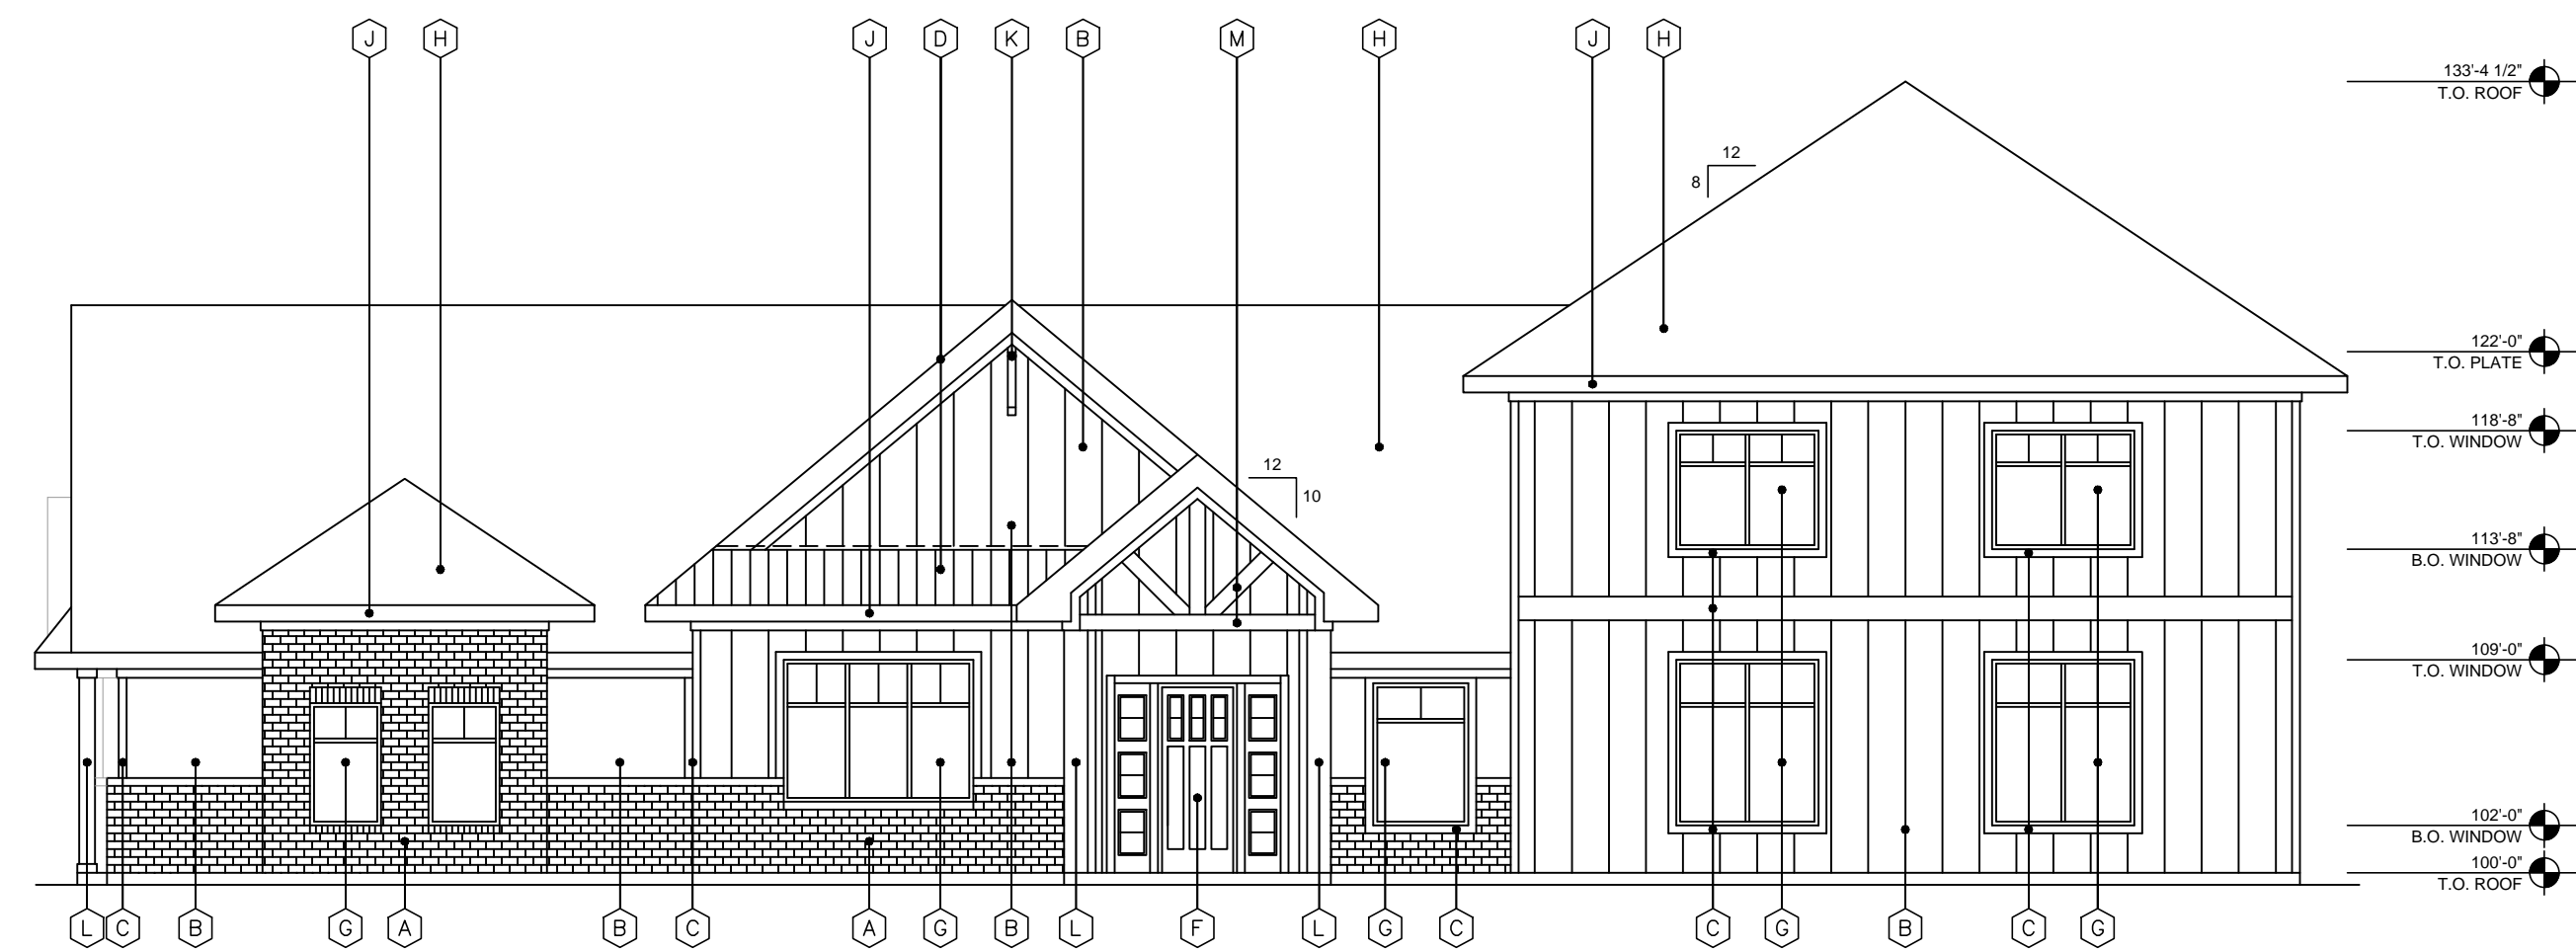 J H J D K B M H J H
133'-4 1/2"
T.O. ROOF
12
8
122'-0"
T.O. PLATE
118'-8"
T.O. WINDOW
12
10
113'-8"
B.O. WINDOW
109'-0"
T.O. WINDOW
102'-0"
B.O. WINDOW
100'-0"
T.O. ROOF
L C B G A B C A G B L F L G C C G B C G